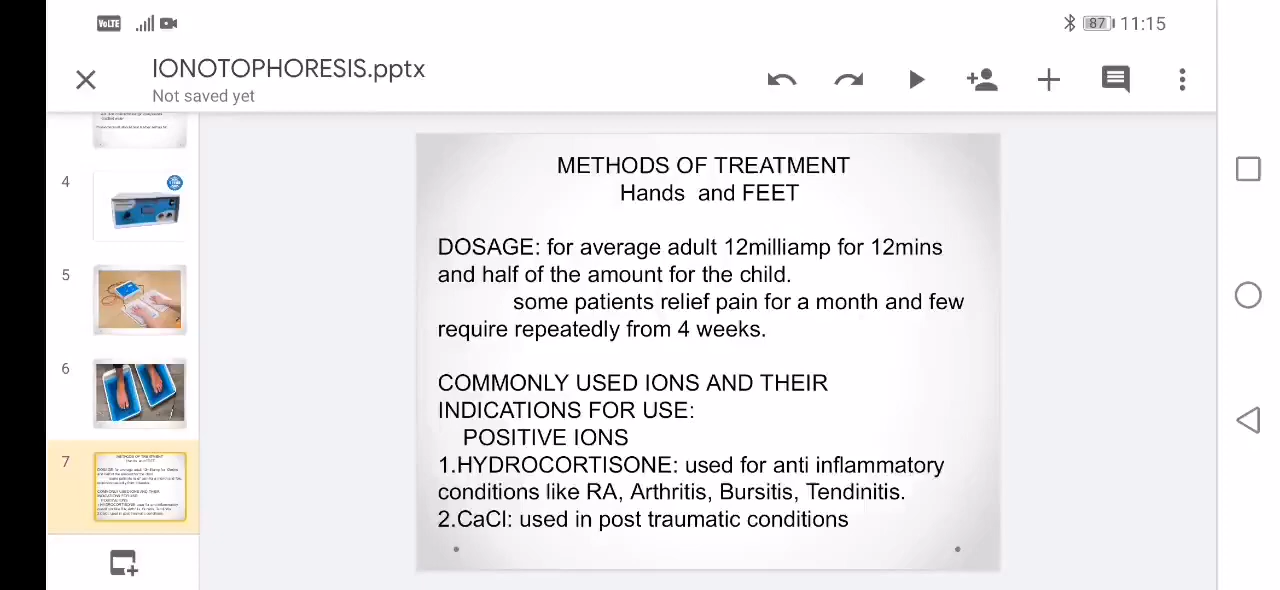 VoLTE
87 11:15
IONOTOPHORESIS.pptx
Not saved yet
4
5
6
7
METHODS OF TREATMENT
Hands and FEET
DOSAGE: for average adult 12milliamp for 12mins
and half of the amount for the child.
some patients relief pain for a month and few
require repeatedly from 4 weeks.
COMMONLY USED IONS AND THEIR
INDICATIONS FOR USE:
POSITIVE IONS
1.HYDROCORTISONE: used for anti inflammatory
conditions like RA, Arthritis, Bursitis, Tendinitis.
2.CaCl: used in post traumatic conditions